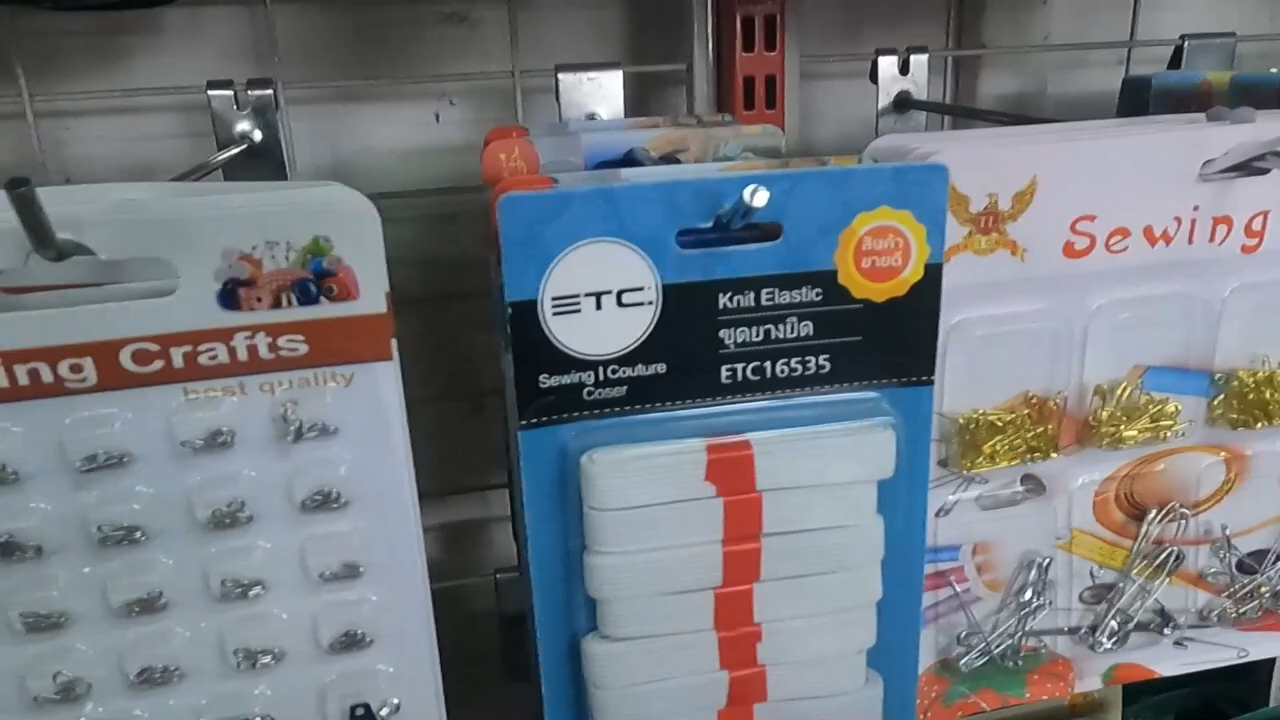 ing Crafts
best quality
ETC
Sewing | Couture
Coser
Knit Elastic
ชุดยางยืด
ETC16535
สินค้า
ขายดี
TL
Sewing